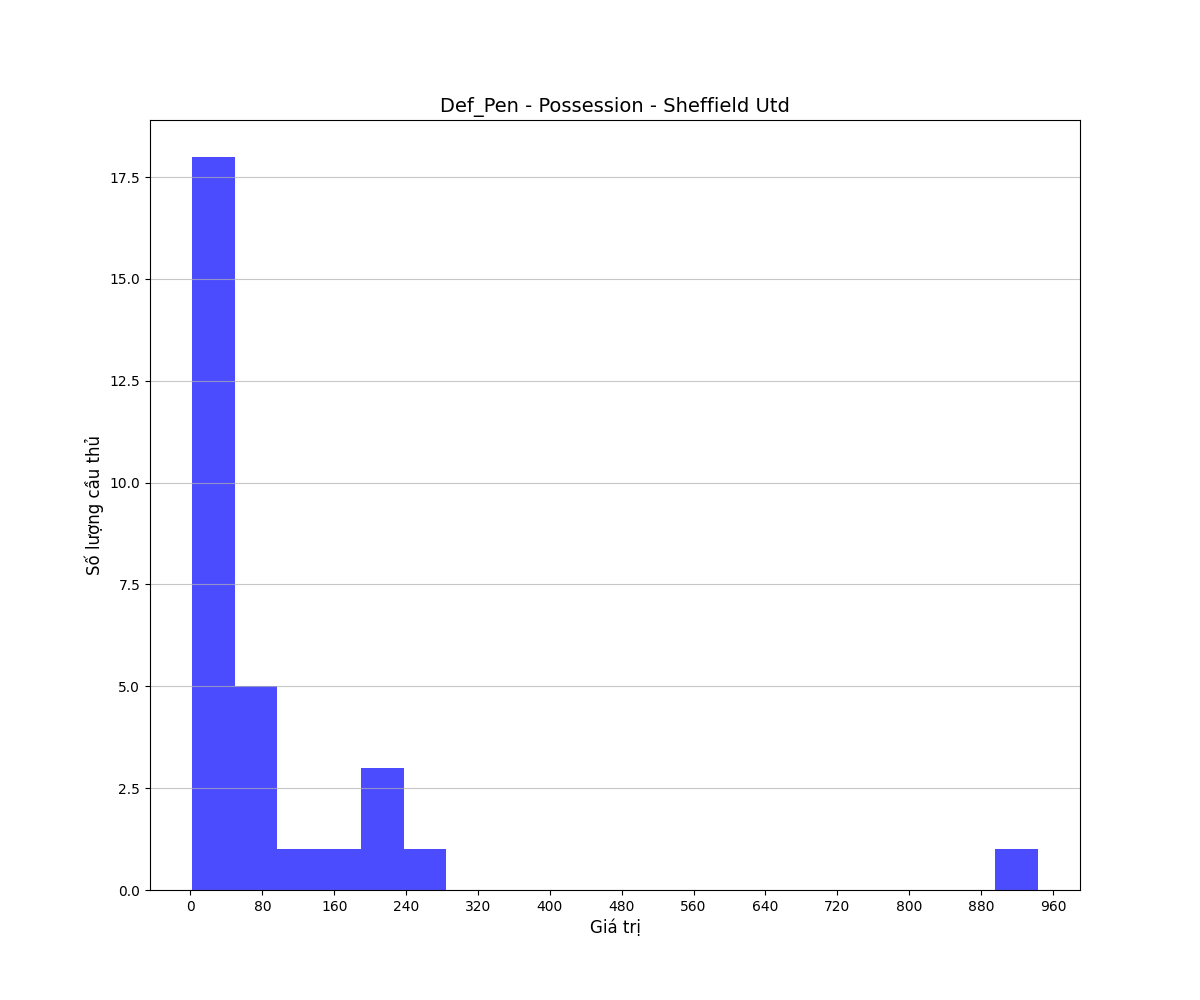 Def_Pen - Possession - Sheffield Utd
Số lượng cầu thủ
17.5
15.0
12.5
10.0
7.5
5.0
2.5
0.0
0 80 160 240 320 400 480 560 640 720 800 880 960
Giá trị